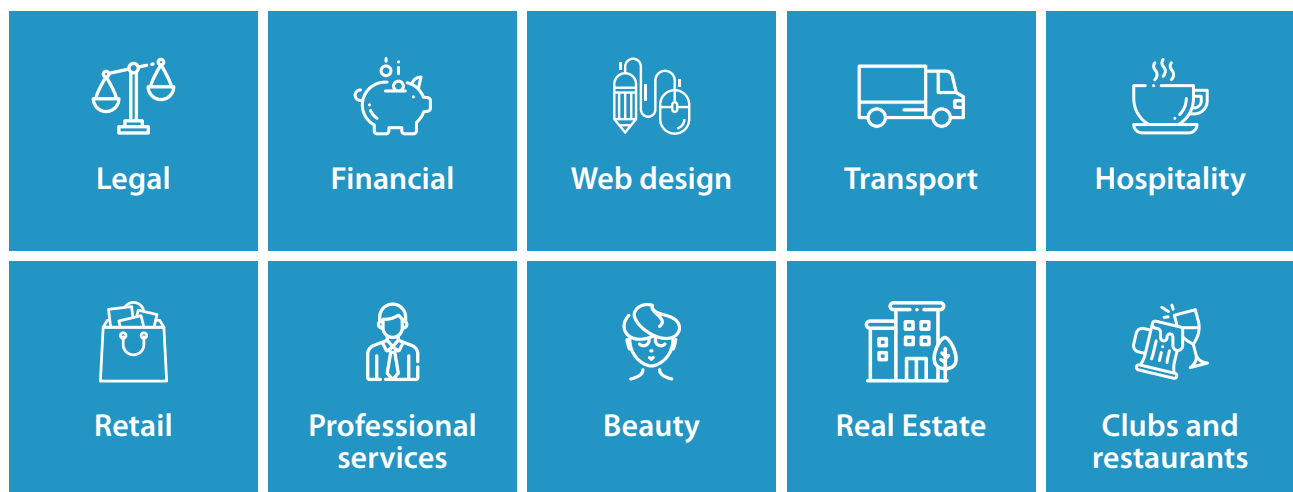 Legal
Financial
Web design
Transport
Hospitality
Retail
Professional
services
Beauty
Real Estate
Clubs and
restaurants